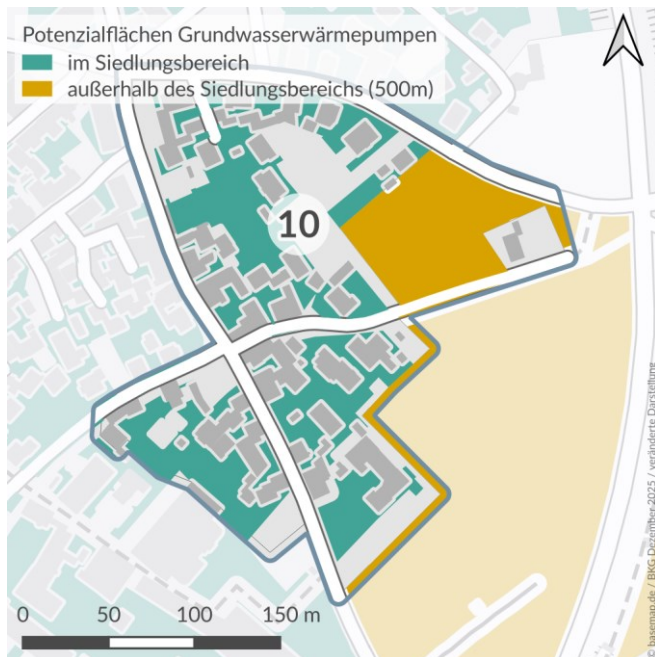 Potenzialflächen Grundwasserwärmepumpen
im Siedlungsbereich
außerhalb des Siedlungsbereichs (500m)
10
0 50 100 150 m
© basemap.de / BKG Dezember 2025 / veränderte Darstellung